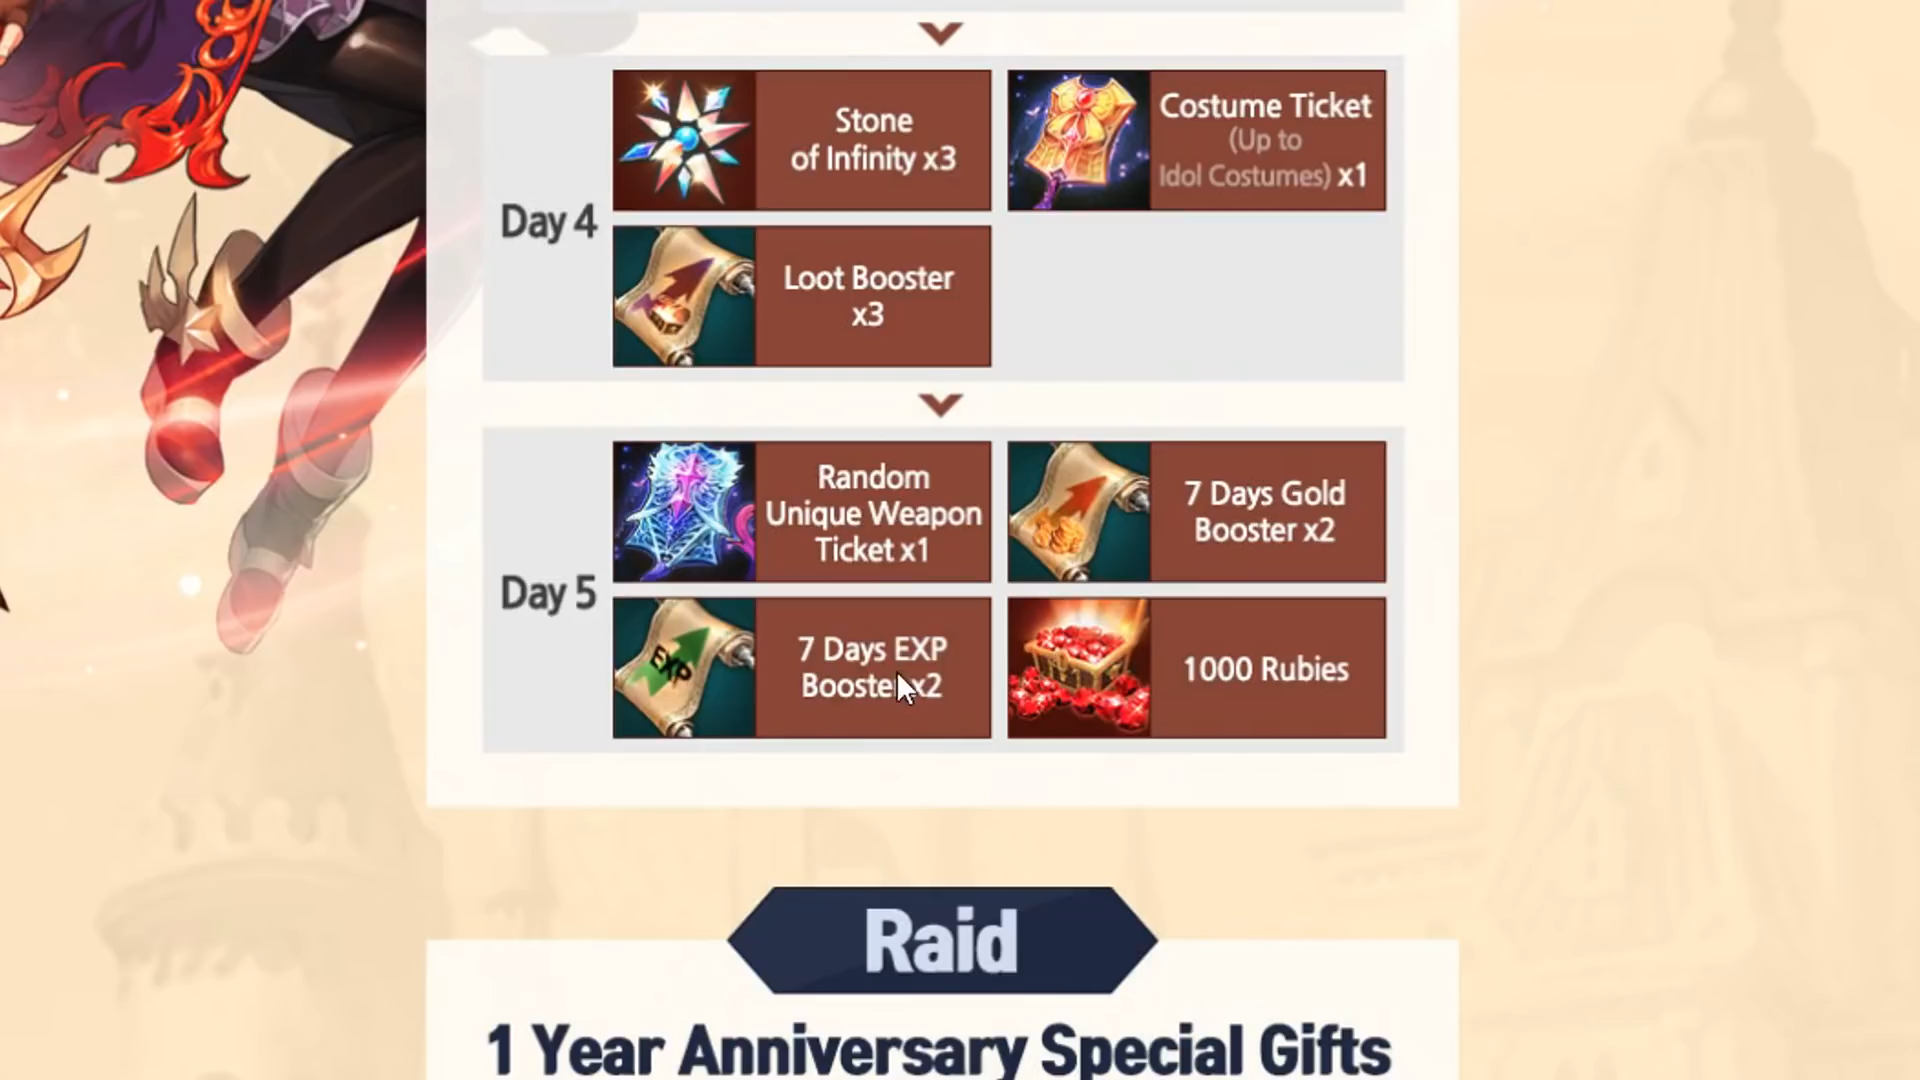 Day 4
Stone
of Infinity x3
Costume Ticket
(Up to
Idol Costumes) x1
Loot Booster
x3
Day 5
Random
Unique Weapon
Ticket x1
7 Days Gold
Booster x2
EXP
7 Days EXP
Booster x2
1000 Rubies
Raid
1 Year Anniversary Special Gifts